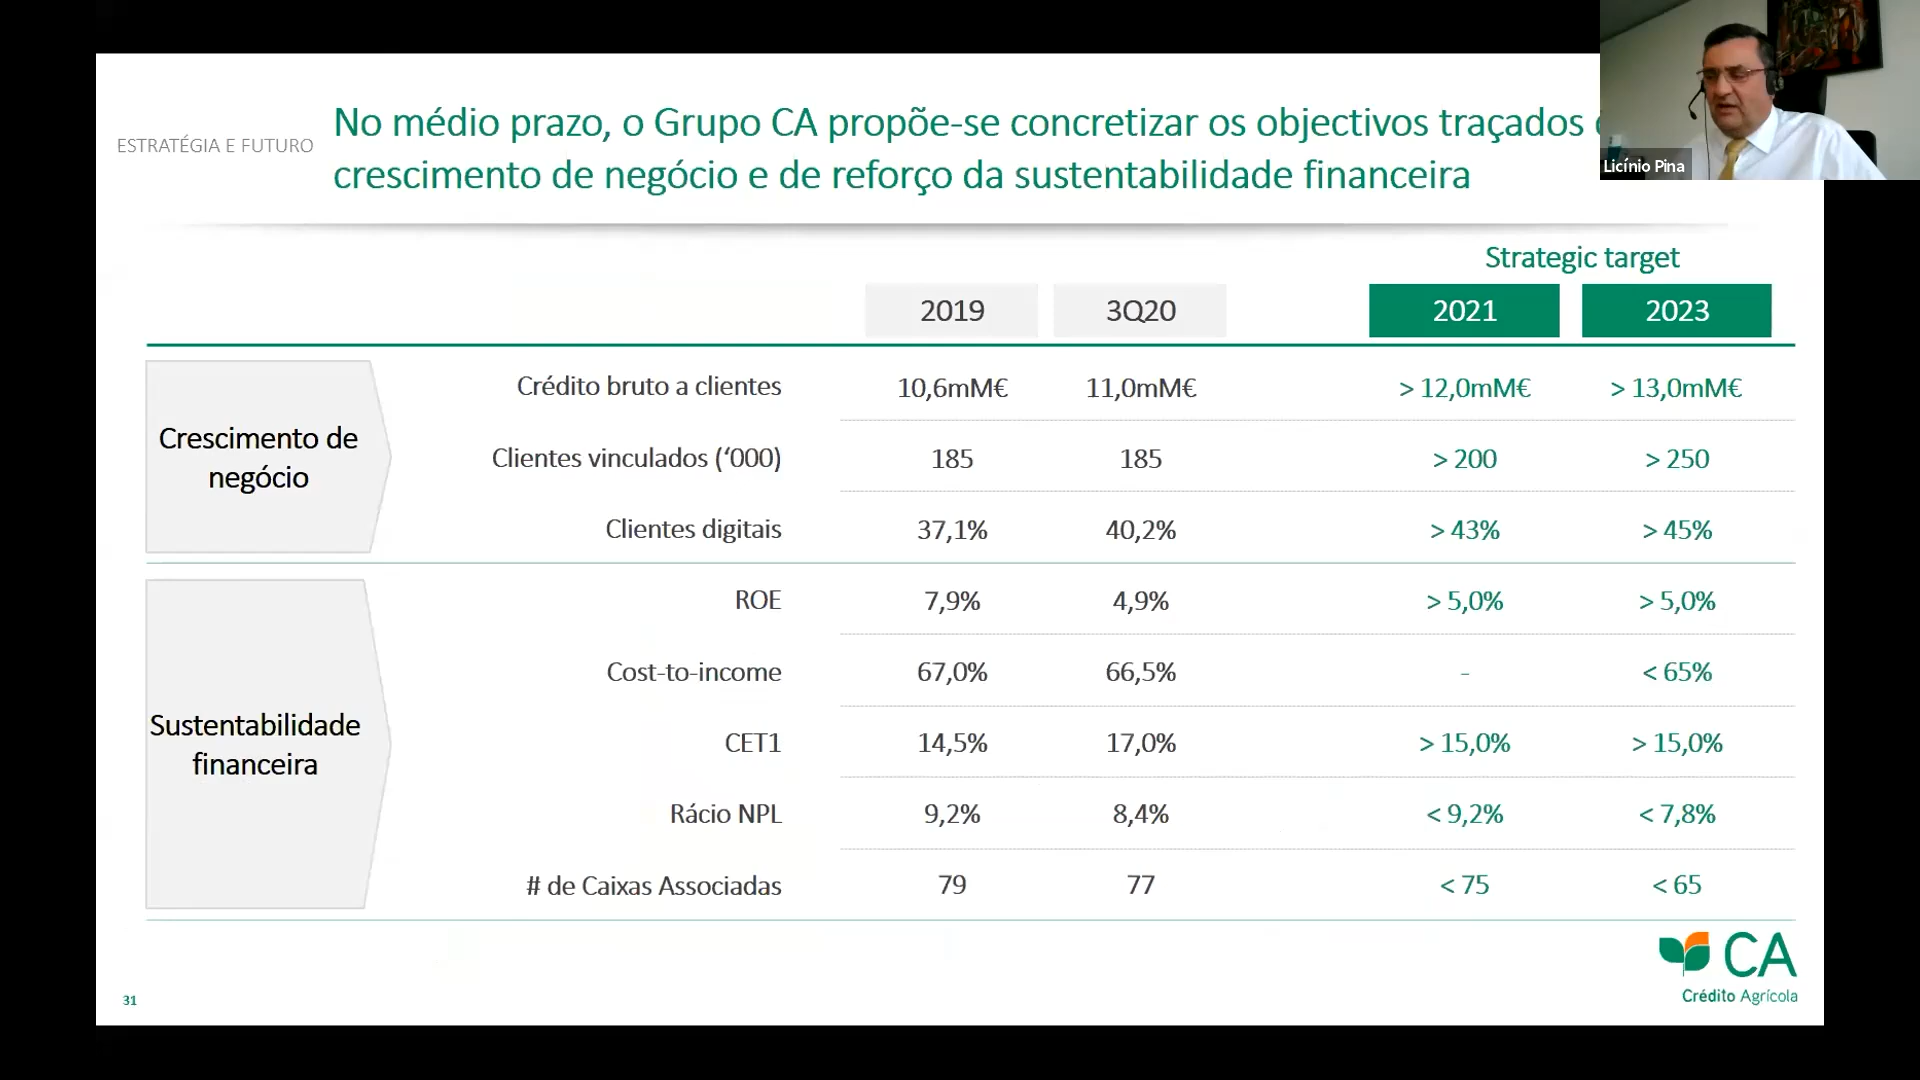 ESTRATÉGIA E FUTURO
No médio prazo, o Grupo CA propõe-se concretizar os objectivos traçados
crescimento de negócio e de reforço da sustentabilidade financeira
Licínio Pina
Strategic target
2019 3Q20 2021 2023
Crescimento de
negócio
Crédito bruto a clientes 10,6mM€ 11,0mM€ > 12,0mM€ > 13,0mM€
Clientes vinculados (‘000) 185 185 > 200 > 250
Clientes digitais 37,1% 40,2% > 43% > 45%
Sustentabilidade
financeira
ROE 7,9% 4,9% > 5,0% > 5,0%
Cost-to-income 67,0% 66,5% - < 65%
CET1 14,5% 17,0% > 15,0% > 15,0%
Rácio NPL 9,2% 8,4% < 9,2% < 7,8%
# de Caixas Associadas 79 77 < 75 < 65
CA
Crédito Agrícola
31